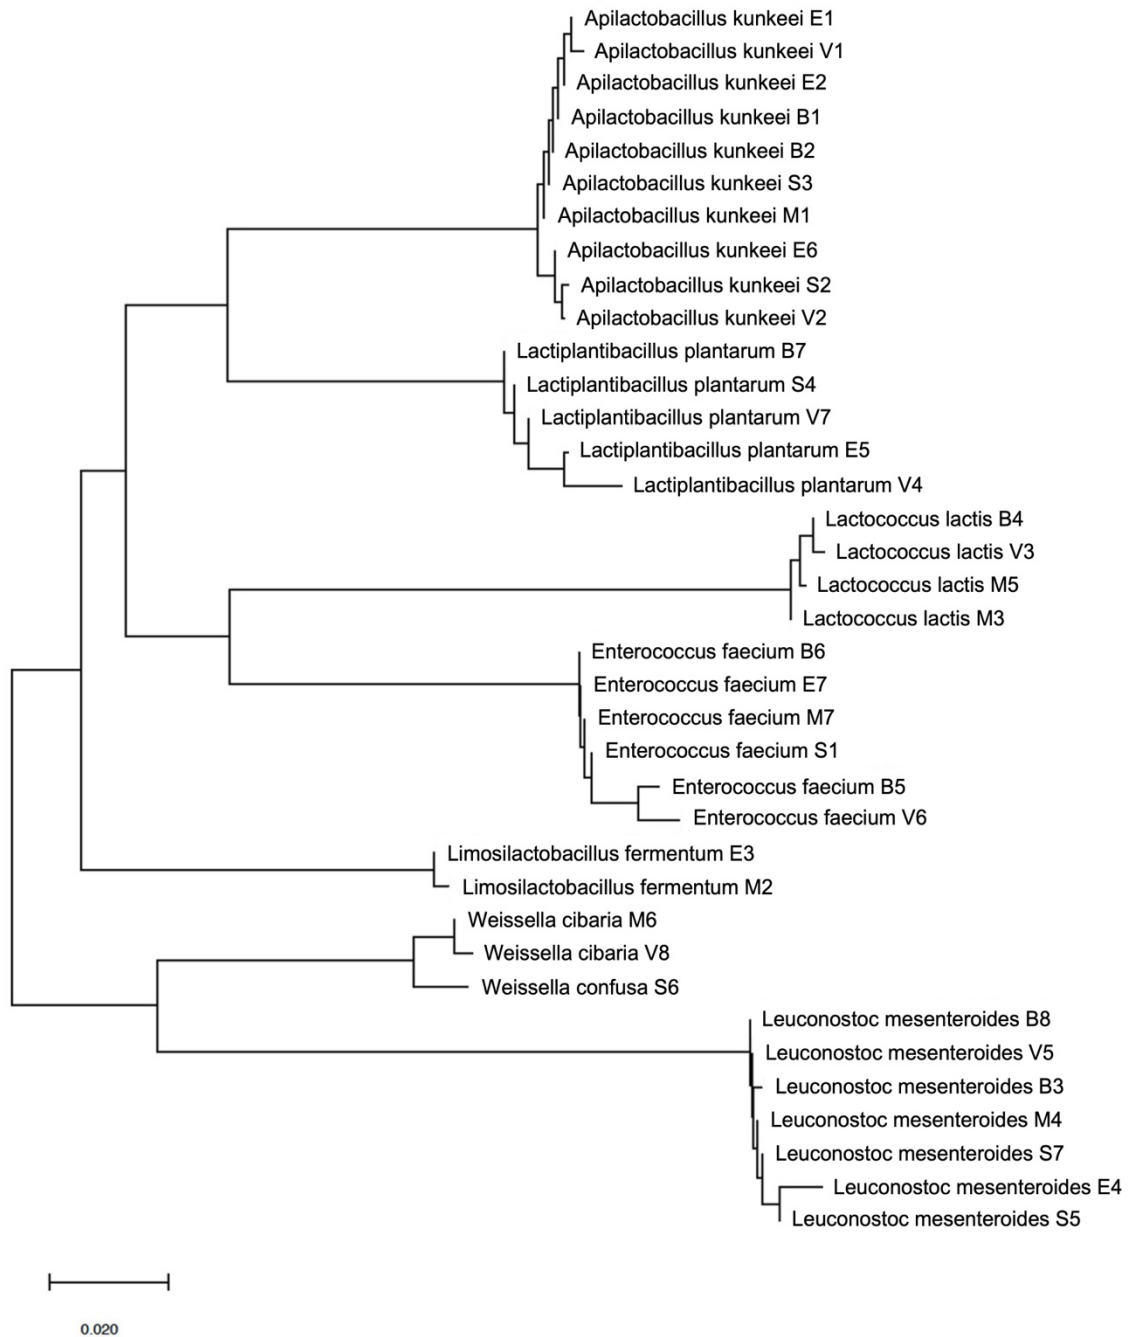 Apilactobacillus kunkeei E1
Apilactobacillus kunkeei V1
Apilactobacillus kunkeei E2
Apilactobacillus kunkeei B1
Apilactobacillus kunkeei B2
Apilactobacillus kunkeei S3
Apilactobacillus kunkeei M1
Apilactobacillus kunkeei E6
Apilactobacillus kunkeei S2
Apilactobacillus kunkeei V2
Lactiplantibacillus plantarum B7
Lactiplantibacillus plantarum S4
Lactiplantibacillus plantarum V7
Lactiplantibacillus plantarum E5
Lactiplantibacillus plantarum V4
Lactococcus lactis B4
Lactococcus lactis V3
Lactococcus lactis M5
Lactococcus lactis M3
Enterococcus faecium B6
Enterococcus faecium E7
Enterococcus faecium M7
Enterococcus faecium S1
Enterococcus faecium B5
Enterococcus faecium V6
Limosilactobacillus fermentum E3
Limosilactobacillus fermentum M2
Weissella cibaria M6
Weissella cibaria V8
Weissella confusa S6
Leuconostoc mesenteroides B8
Leuconostoc mesenteroides V5
Leuconostoc mesenteroides B3
Leuconostoc mesenteroides M4
Leuconostoc mesenteroides S7
Leuconostoc mesenteroides E4
Leuconostoc mesenteroides S5
0.020